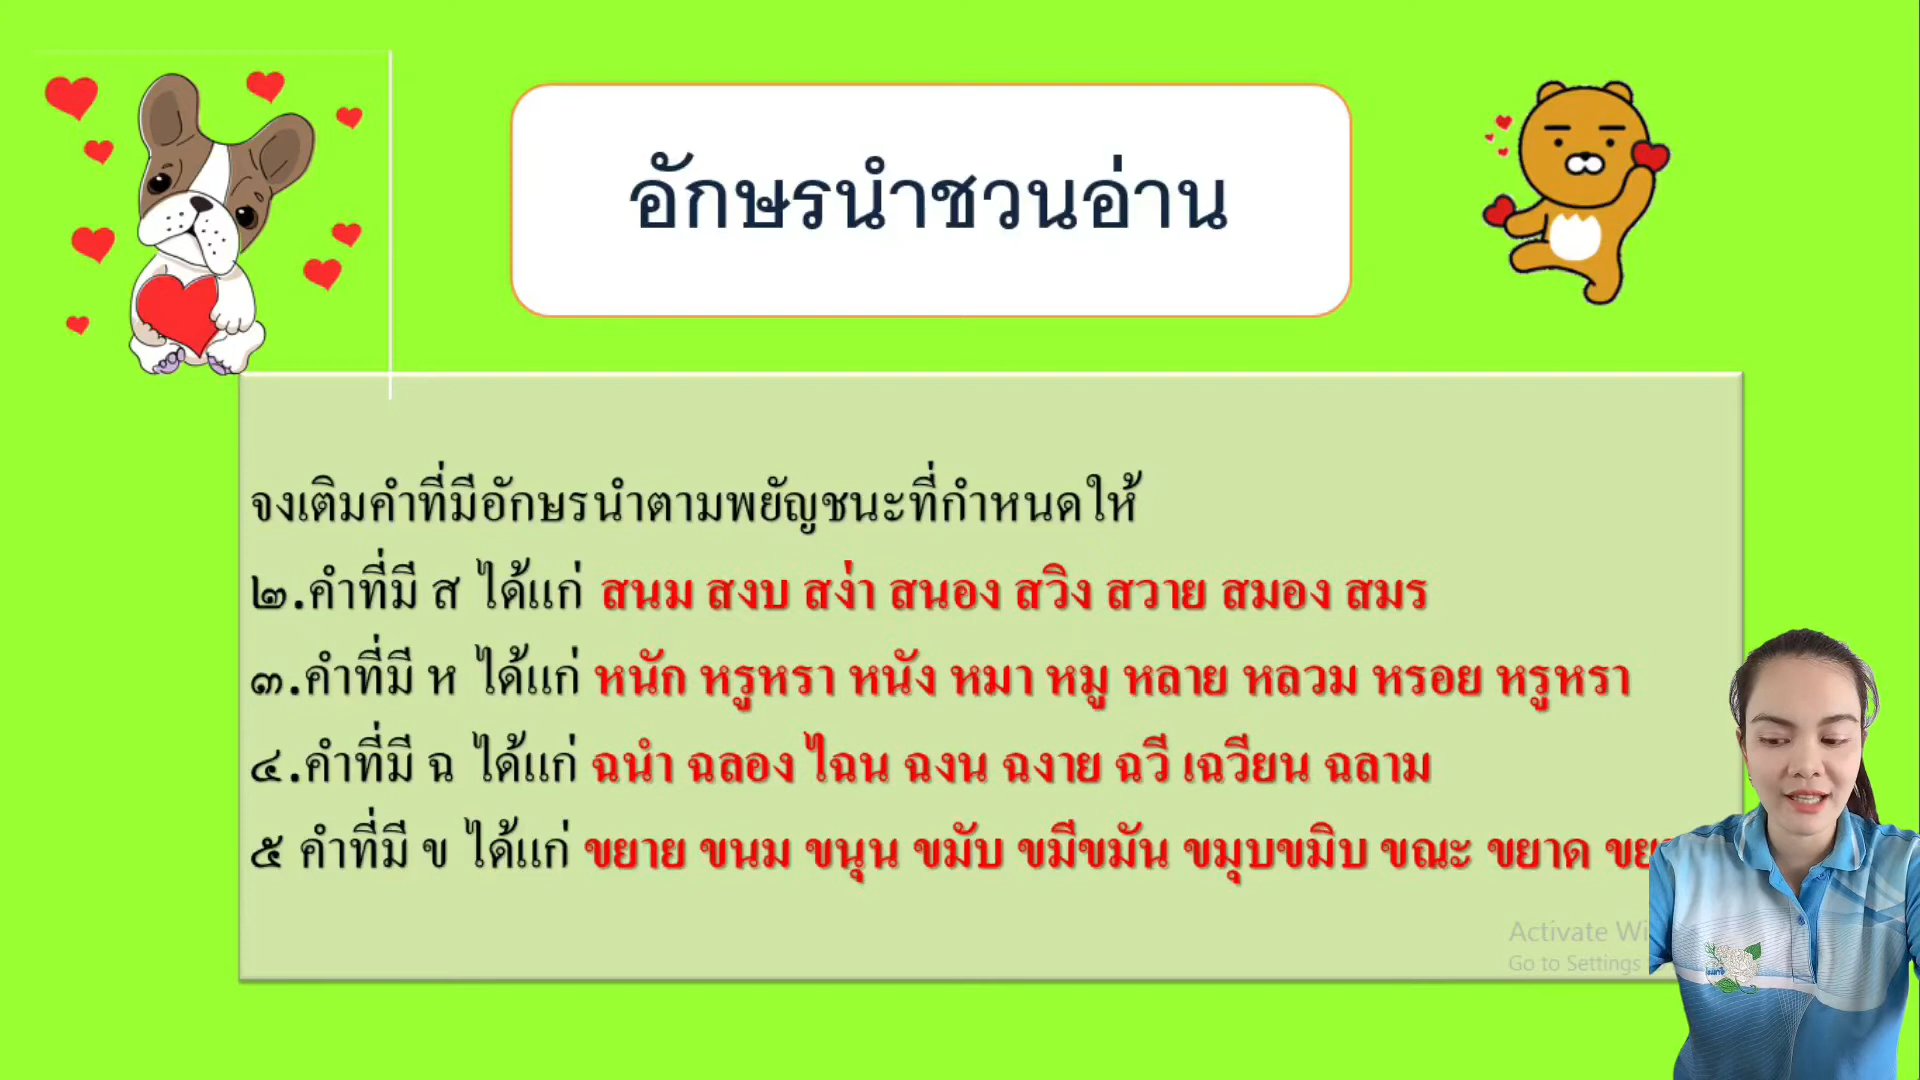 อักษรนำชวนอ่าน
จงเติมคำที่มีอักษรนำตามพยัญชนะที่กำหนดให้
๒.คำที่มี ส ได้แก่ สนม สงบ สง่า สนอง สวิง สวาย สมอง สมร
๓.คำที่มี ห ได้แก่ หนัก หรูหรา หนัง หมา หมู หลาย หลวม หรอย หรูหรา
๔.คำที่มี ฉ ได้แก่ ฉนำ ฉลอง ไฉน ฉงน ฉงาย ฉวี เฉวียน ฉลาม
๕ คำที่มี ข ได้แก่ ขยาย ขนม ขนุน ขมับ ขมีขมัน ขมุบขมิบ ขณะ ขยาด
Activate
Go to Settings